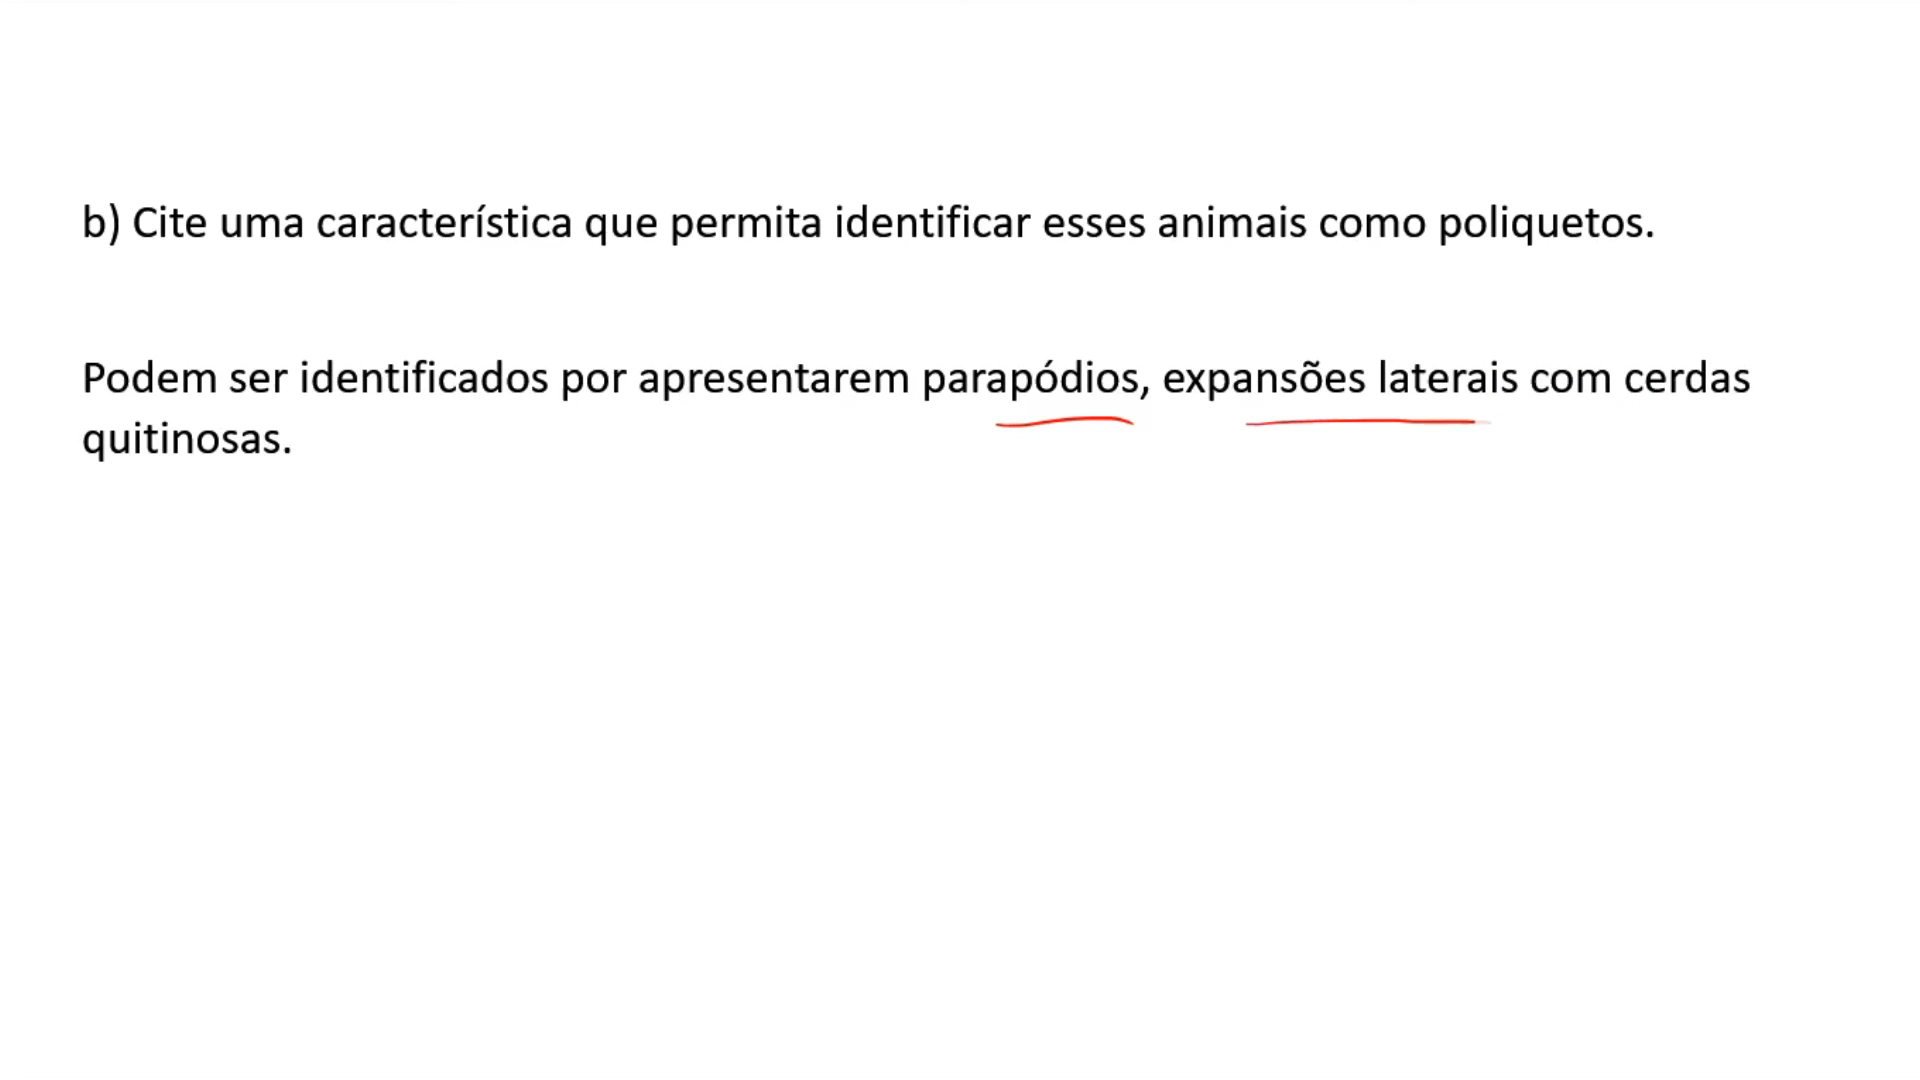 b) Cite uma característica que permita identificar esses animais como poliquetos.
Podem ser identificados por apresentarem parapódios, expansões laterais com cerdas
quitinosas.